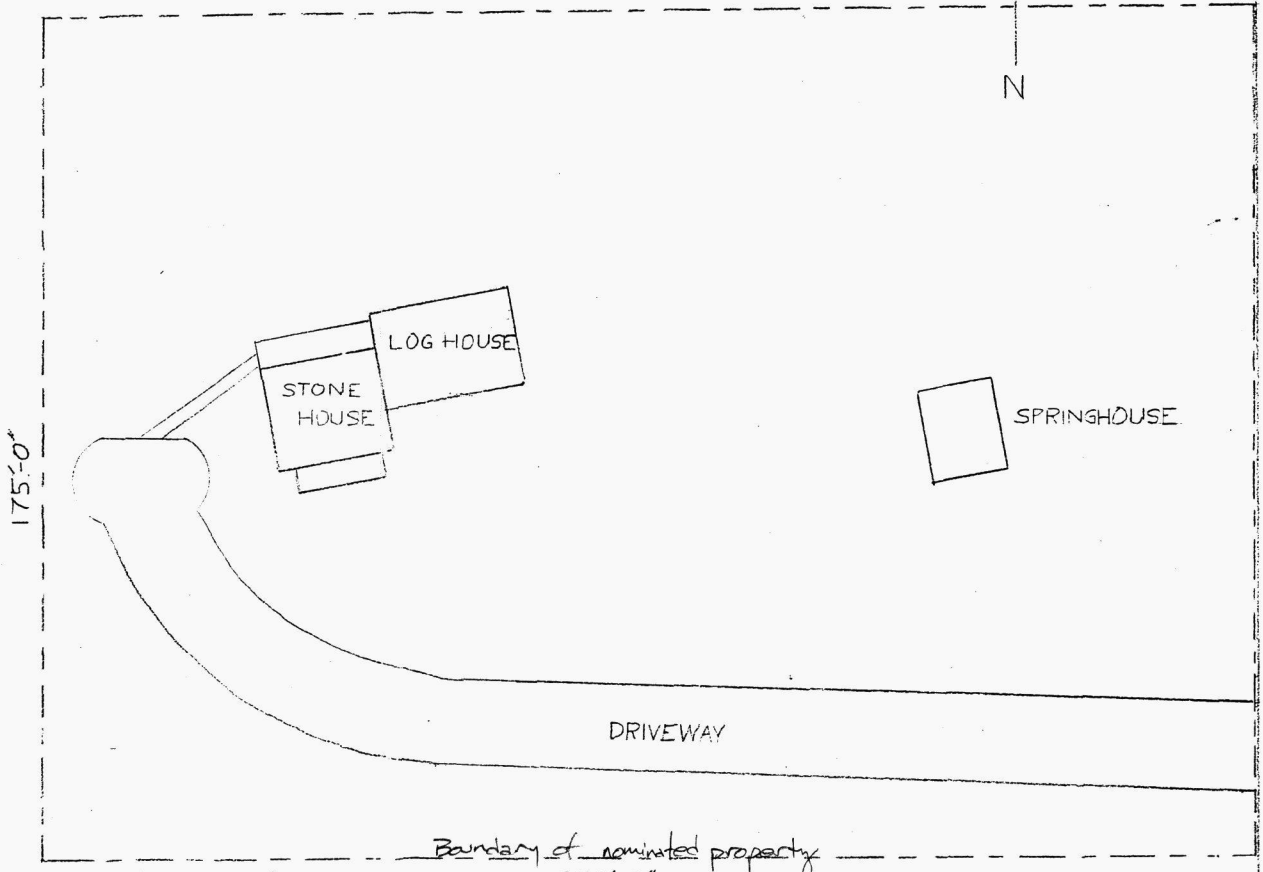 N
LOG HOUSE
STONE
HOUSE
SPRINGHOUSE
175'-0"
DRIVEWAY
Boundary of nominated property